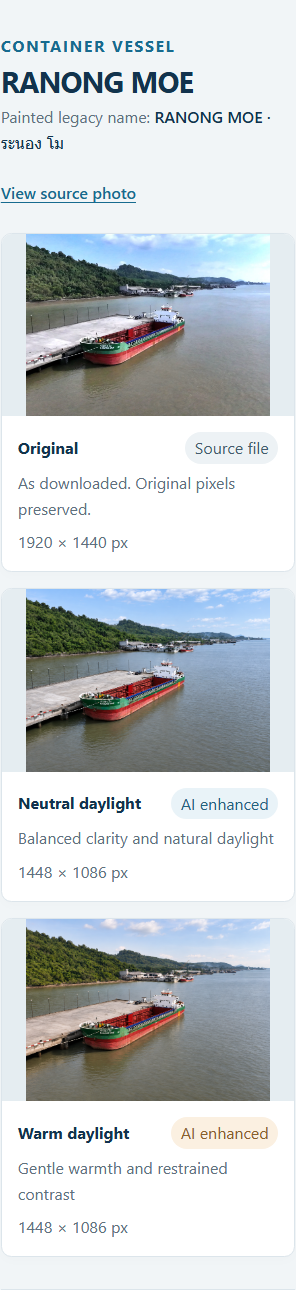 CONTAINER VESSEL
RANONG MOE
Painted legacy name: RANONG MOE ·
ระนอง โม
View source photo
Original
Source file
As downloaded. Original pixels
preserved.
1920 × 1440 px
Neutral daylight
AI enhanced
Balanced clarity and natural daylight
1448 × 1086 px
Warm daylight
AI enhanced
Gentle warmth and restrained
contrast
1448 × 1086 px